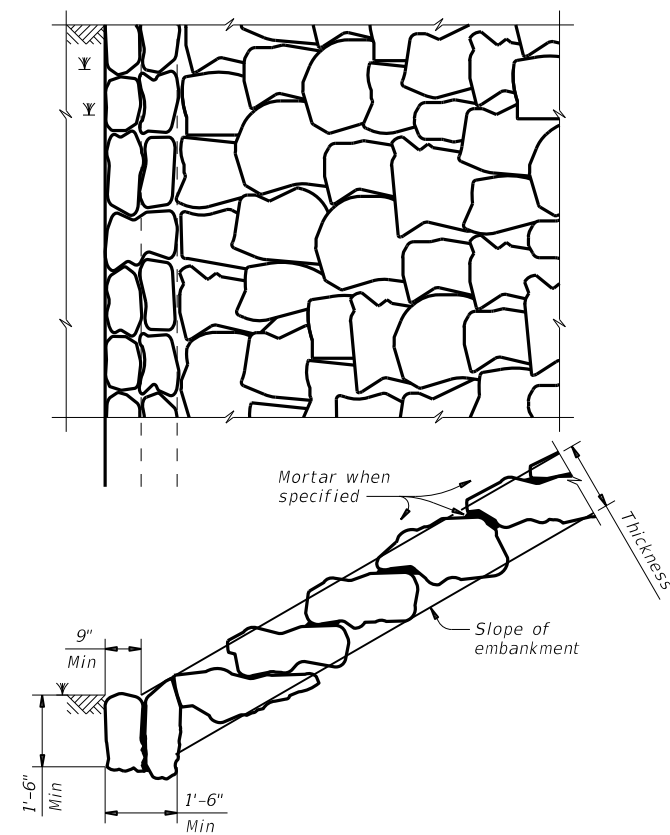 Mortar when
specified
Thickness
Slope of
embankment
9"
Min
1'-6"
Min
1'-6"
Min